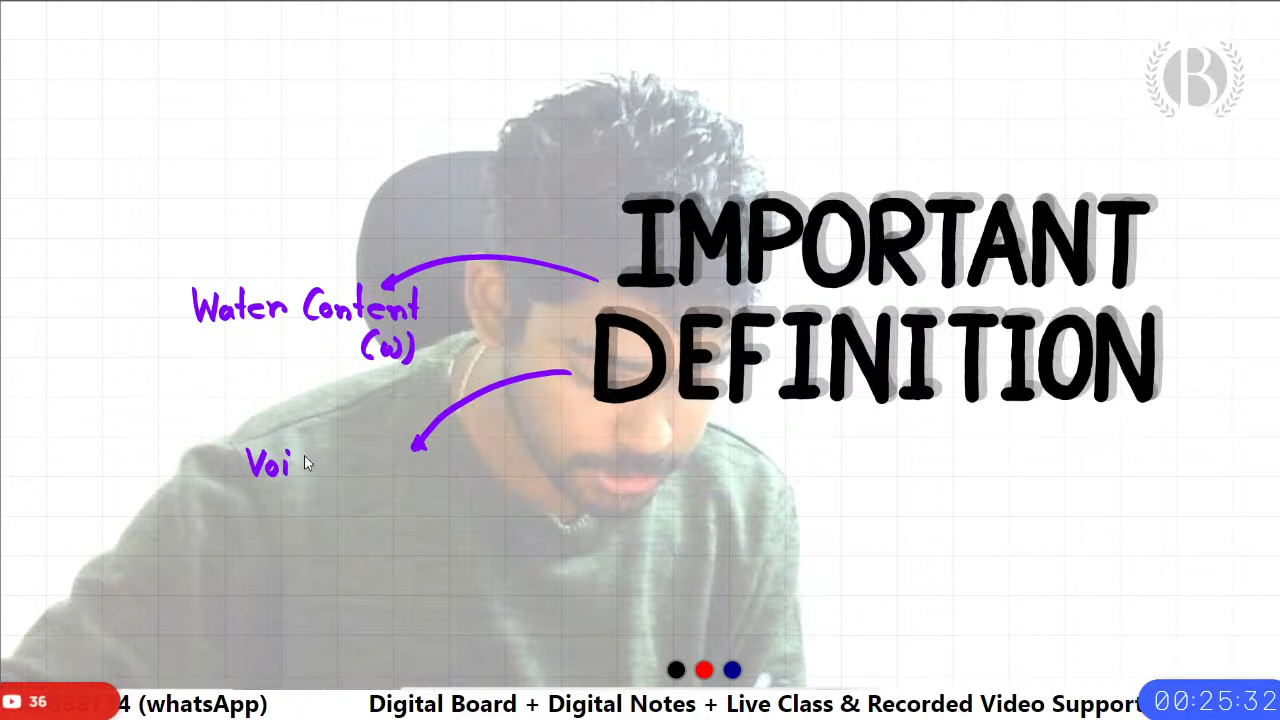 B
IMPORTANT
DEFINITION
Water Content
(w)
Voi
36
4 (whatsApp)
Digital Board + Digital Notes + Live Class & Recorded Video Support
00:25:32